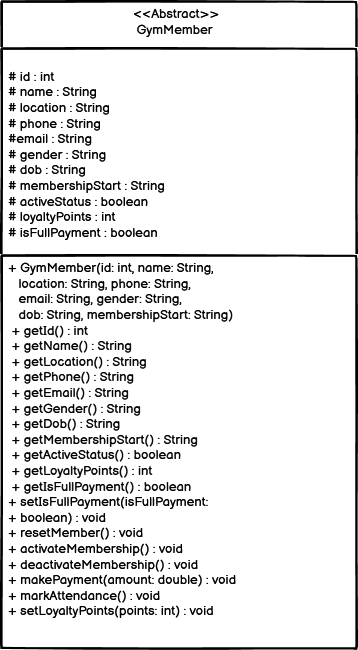 <<Abstract>>
GymMember
# id : int
# name : String
# location : String
# phone : String
#email : String
# gender : String
# dob : String
# membershipStart : String
# activeStatus : boolean
# loyaltyPoints : int
# isFullPayment : boolean
+ GymMember(id: int, name: String,
location: String, phone: String,
email: String, gender: String,
dob: String, membershipStart: String)
+ getId() : int
+ getName() : String
+ getLocation() : String
+ getPhone() : String
+ getEmail() : String
+ getGender() : String
+ getDob() : String
+ getMembershipStart() : String
+ getActiveStatus() : boolean
+ getLoyaltyPoints() : int
+ getIsFullPayment() : boolean
+ setIsFullPayment(isFullPayment:
+ boolean) : void
+ resetMember() : void
+ activateMembership() : void
+ deactivateMembership() : void
+ makePayment(amount: double) : void
+ markAttendance() : void
+ setLoyaltyPoints(points: int) : void